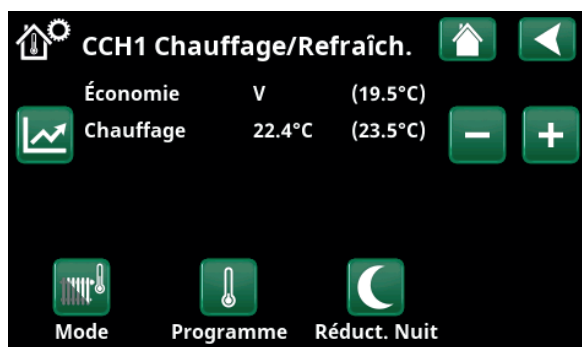 CCH1 Chauffage/Refraîch.
Économie V (19.5°C)
Chauffage 22.4°C (23.5°C)
Mode Programme Réduct. Nuit